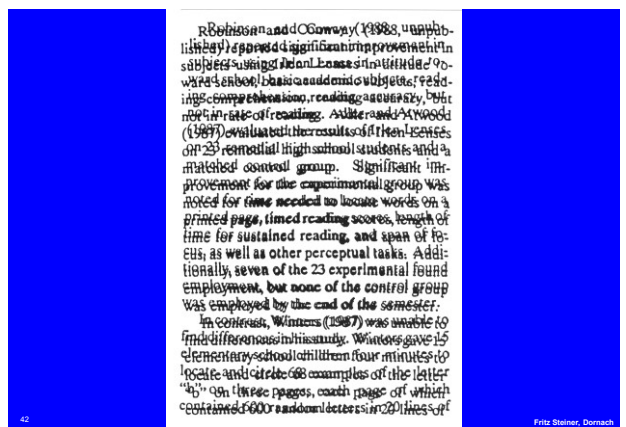 Robinson and Conway (1988, unpub-
lished) reported significant improvement in
subjects using Irlen Lenses in attitude to-
ward school, basic academic subjects, read-
ing comprehension, reading accuracy, but
not in rate of reading. Adler and Atwood
(1987) evaluated the results of Irlen Lenses
on 23 remedial high school students and a
matched control group. Significant im-
provement for the experimental group was
noted for time needed to locate words on a
printed page, timed reading scores, length of
time for sustained reading, and span of fo-
cus, as well as other perceptual tasks. Addi-
tionally, seven of the 23 experimental found
employment, but none of the control group
was employed by the end of the semester.
In contrast, Winters (1987) was unable to
find differences in his study. Winters gave 15
elementary school children four minutes to
locate and circle 68 examples of the letter
"b" on three pages, each page of which
contained 600 random letters in 20 lines of
42
Fritz Steiner, Dornach